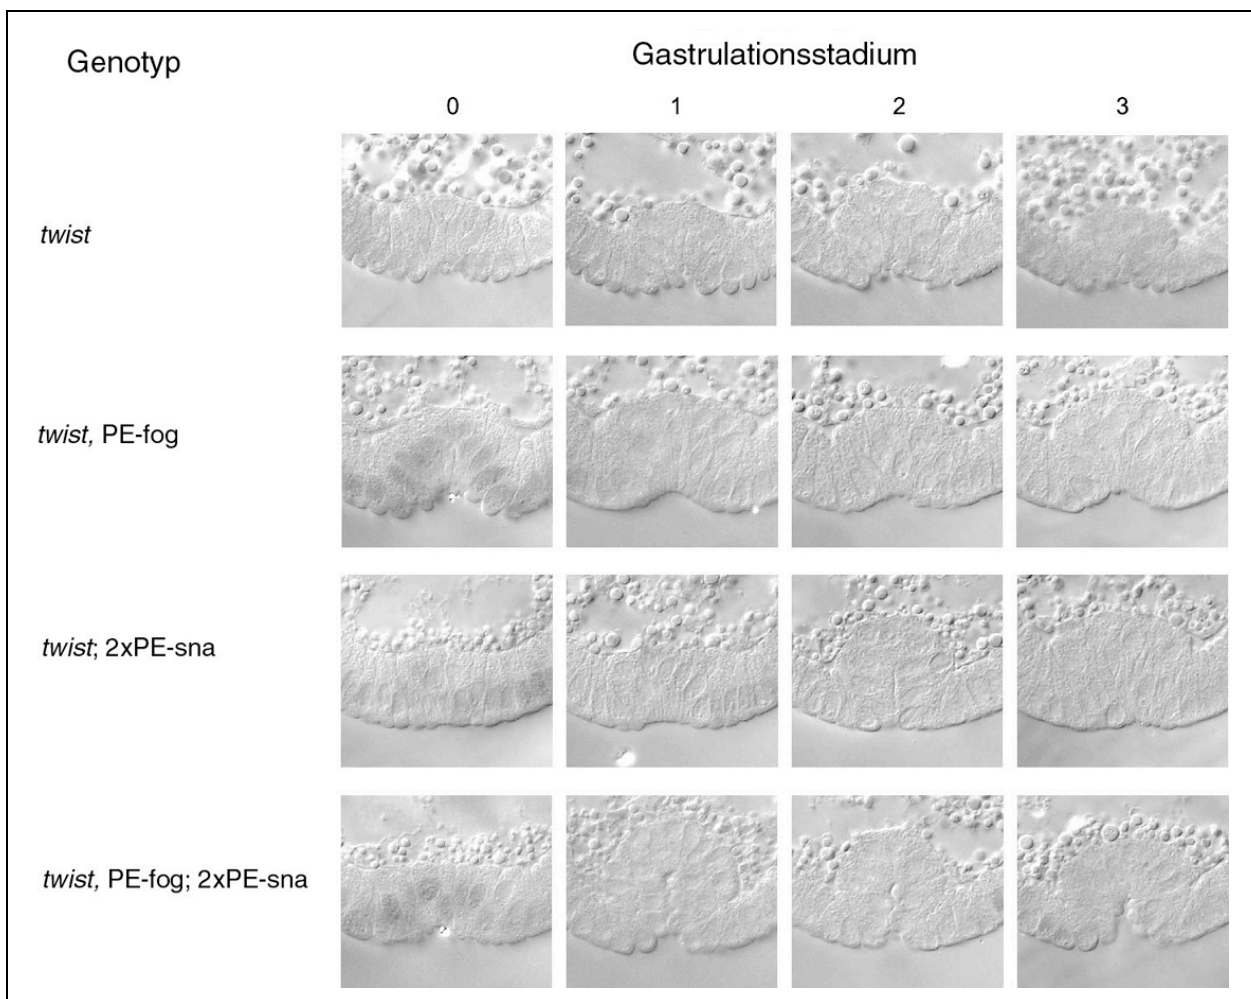 Genotyp
Gastrulationsstadium
0 1 2 3
twist
twist, PE-fog
twist; 2xPE-sna
twist, PE-fog; 2xPE-sna